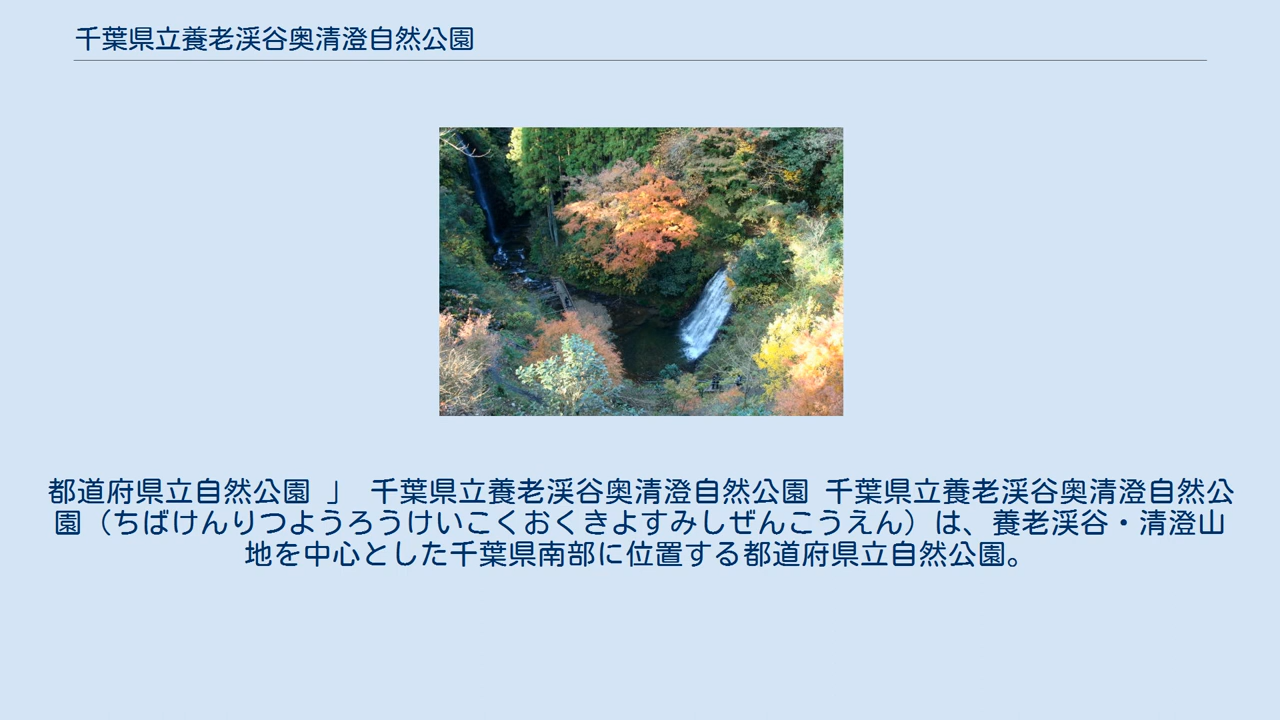 千葉県立養老渓谷奥清澄自然公園
都道府県立自然公園 」 千葉県立養老渓谷奥清澄自然公園 千葉県立養老渓谷奥清澄自然公
園（ちばけんりつようろうけいこくおくきよすみしぜんこうえん）は、養老渓谷・清澄山
地を中心とした千葉県南部に位置する都道府県立自然公園。